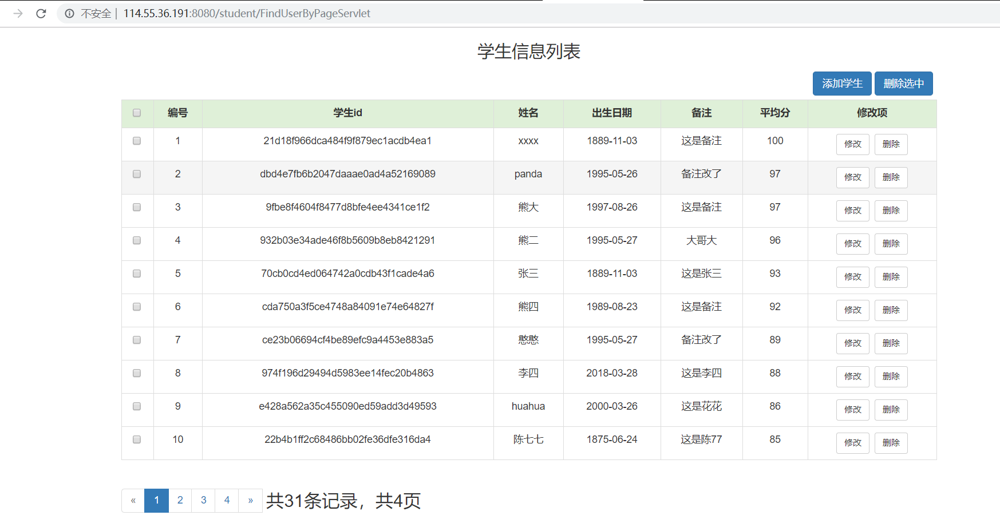 不安全 | 114.55.36.191:8080/student/FindUserByPageServlet
学生信息列表
添加学生 删除选中
编号 学生id 姓名 出生日期 备注 平均分 修改项
1 21d18f966dca484f9f879ec1acdb4ea1 xxxx 1889-11-03 这是备注 100 修改 删除
2 dbd4e7fb6b2047daaae0ad4a52169089 panda 1995-05-26 备注改了 97 修改 删除
3 9fbe8f4604f8477d8bfe4ee4341ce1f2 熊大 1997-08-26 这是备注 97 修改 删除
4 932b03e34ade46f8b5609b8eb8421291 熊二 1995-05-27 大哥大 96 修改 删除
5 70cb0cd4ed064742a0cdb43f1cade4a6 张三 1889-11-03 这是张三 93 修改 删除
6 cda750a3f5ce4748a84091e74e64827f 熊四 1989-08-23 这是备注 92 修改 删除
7 ce23b06694cf4be89efc9a4453e883a5 憨憨 1995-05-27 备注改了 89 修改 删除
8 974f196d29494d5983ee14fec20b4863 李四 2018-03-28 这是李四 88 修改 删除
9 e428a562a35c455090ed59add3d49593 huahua 2000-03-26 这是花花 86 修改 删除
10 22b4b1ff2c68486bb02fe36dfe316da4 陈七七 1875-06-24 这是陈77 85 修改 删除
« 1 2 3 4 » 共31条记录，共4页